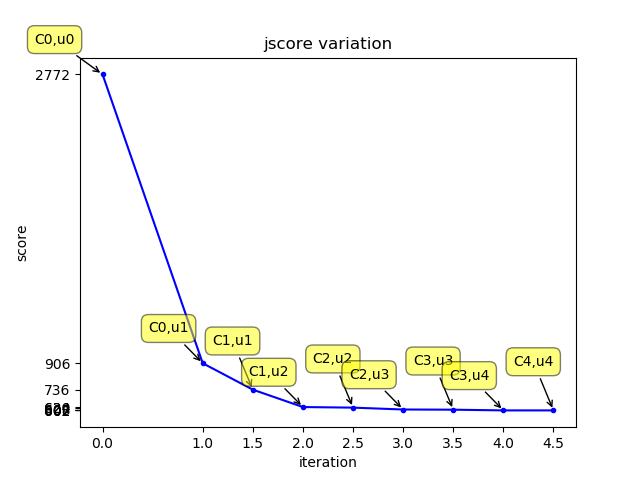 jscore variation
C0,u0
2772
score
C0,u1
C1,u1
C1,u2
C2,u2
C2,u3
C3,u3
C3,u4
C4,u4
906
736
0.0 1.0 1.5 2.0 2.5 3.0 3.5 4.0 4.5
iteration